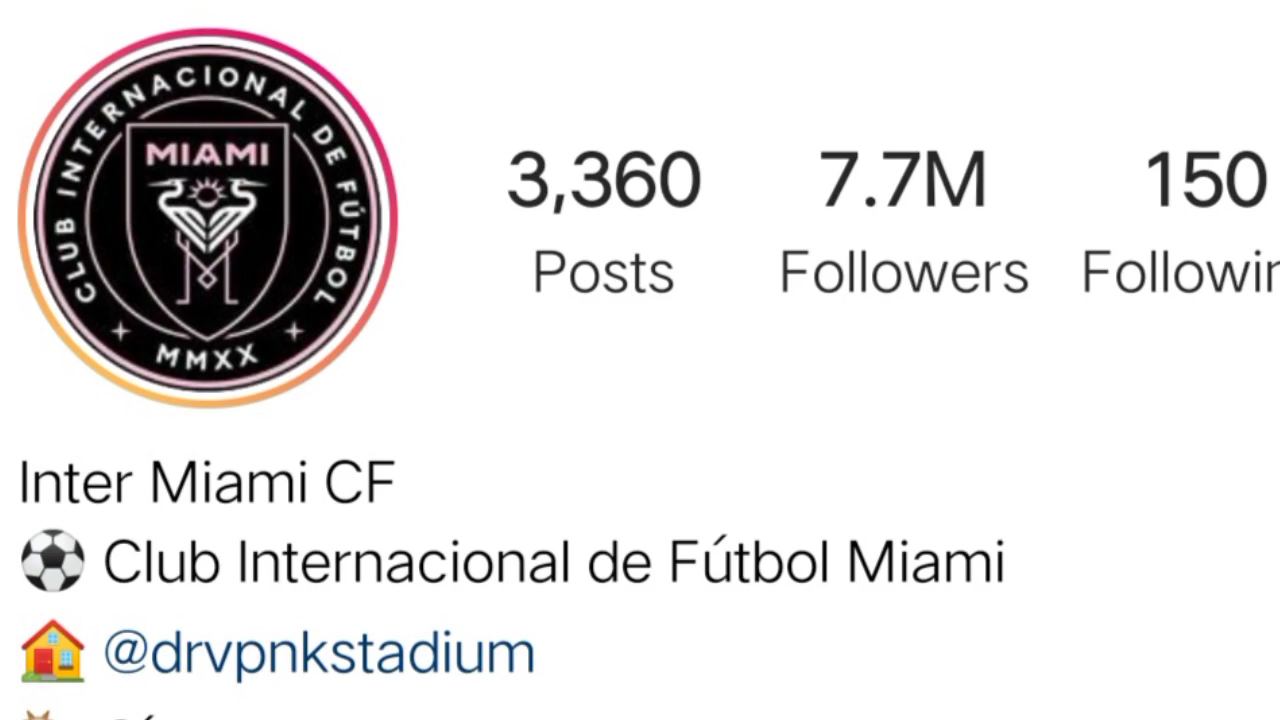 CLUB INTERNACIONAL DE FÚTBOL
MIAMI
MMXX
3,360 7.7M 150
Posts Followers Followin
Inter Miami CF
⚽ Club Internacional de Fútbol Miami
🏠 @drvpnkstadium